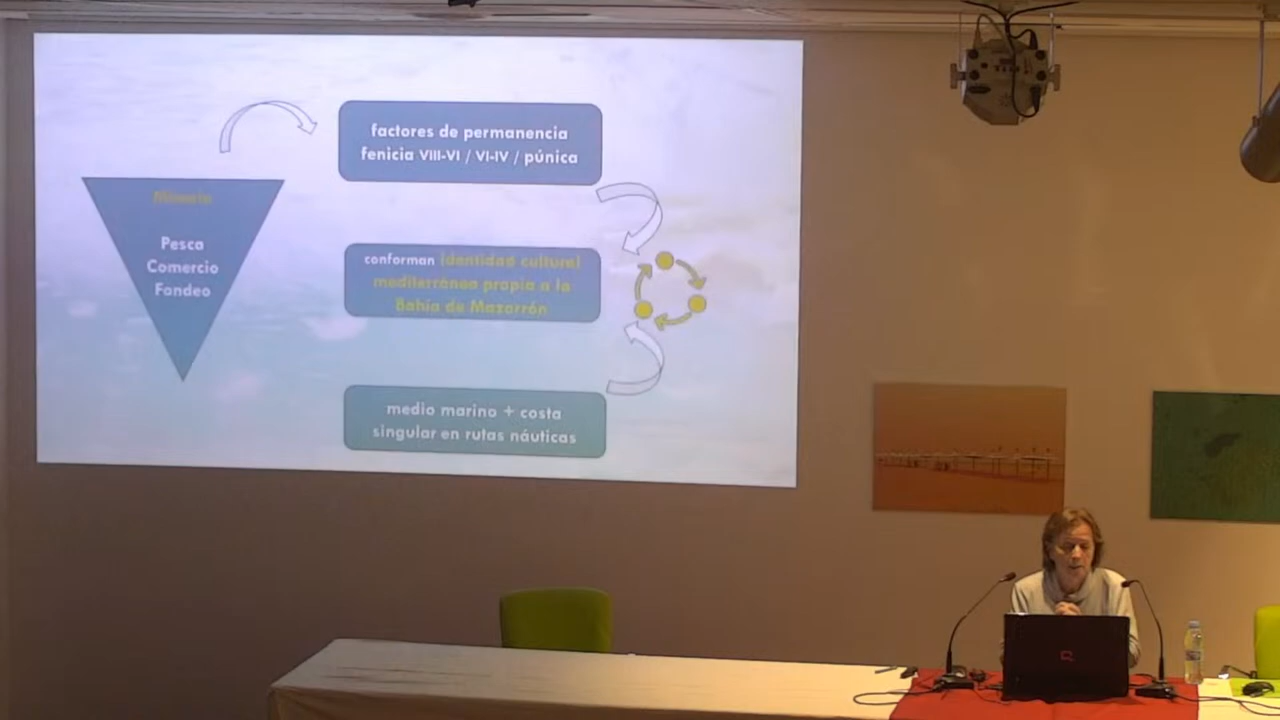 factores de permanencia
fenicia VIII-VI / VI-IV / púnica
Minería
Pesca
Comercio
Fondeo
conforman identidad cultural
mediterránea propia a la
Bahía de Mazarrón
medio marino + costa
singular en rutas náuticas